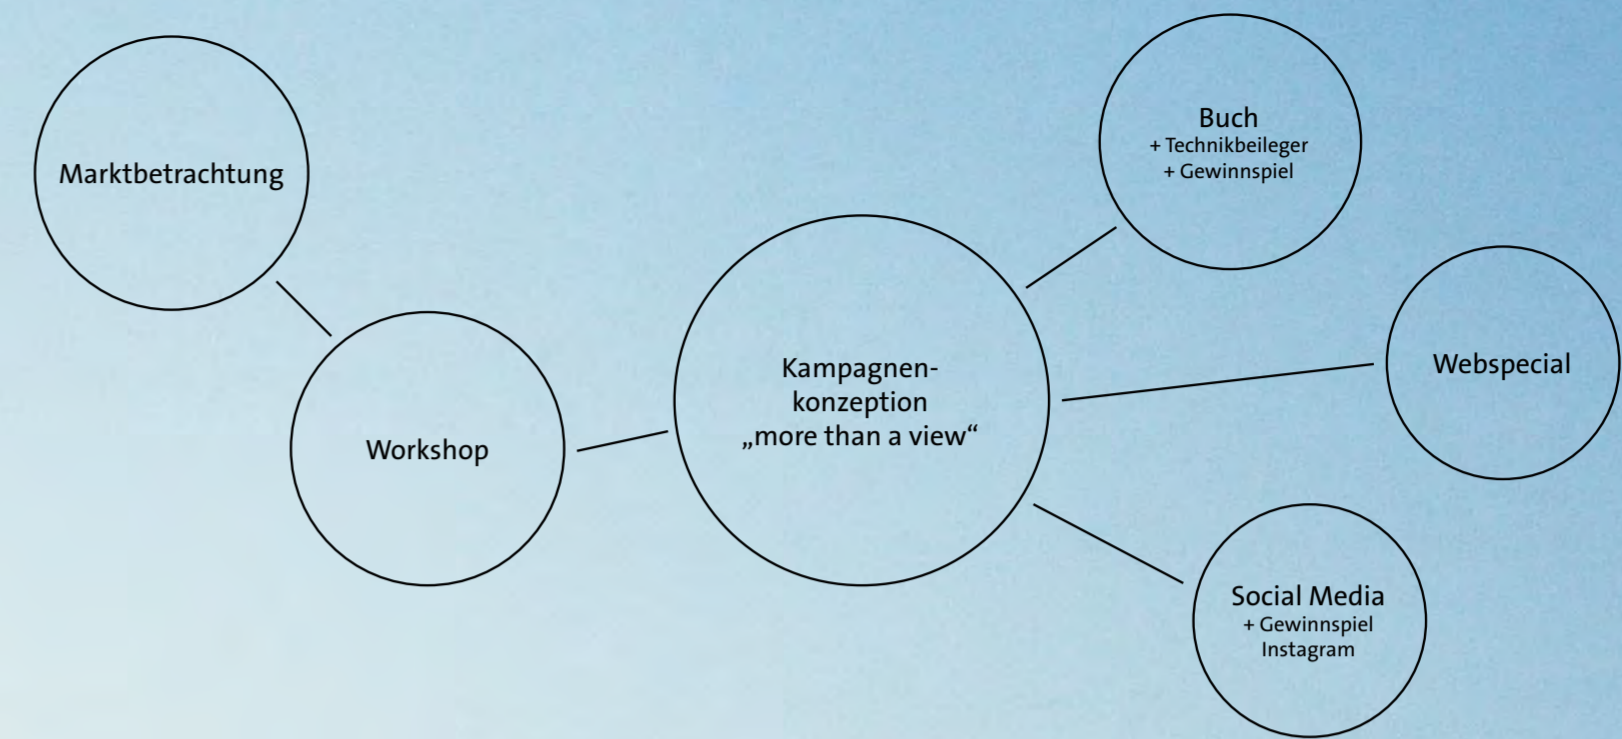 Marktbetrachtung
Workshop
Kampagnen-
konzeption
„more than a view“
Buch
+ Technikbeileger
+ Gewinnspiel
Webspecial
Social Media
+ Gewinnspiel
Instagram